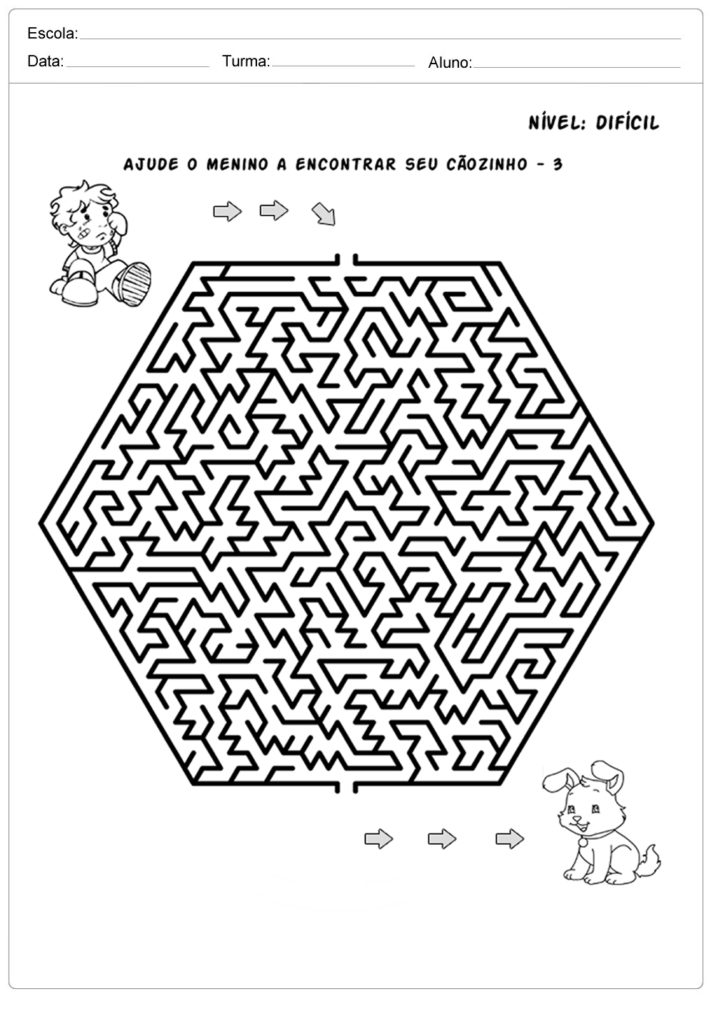 Escola:
Data: Turma: Aluno:
NÍVEL: DIFÍCIL
AJUDE O MENINO A ENCONTRAR SEU CÃOZINHO - 3